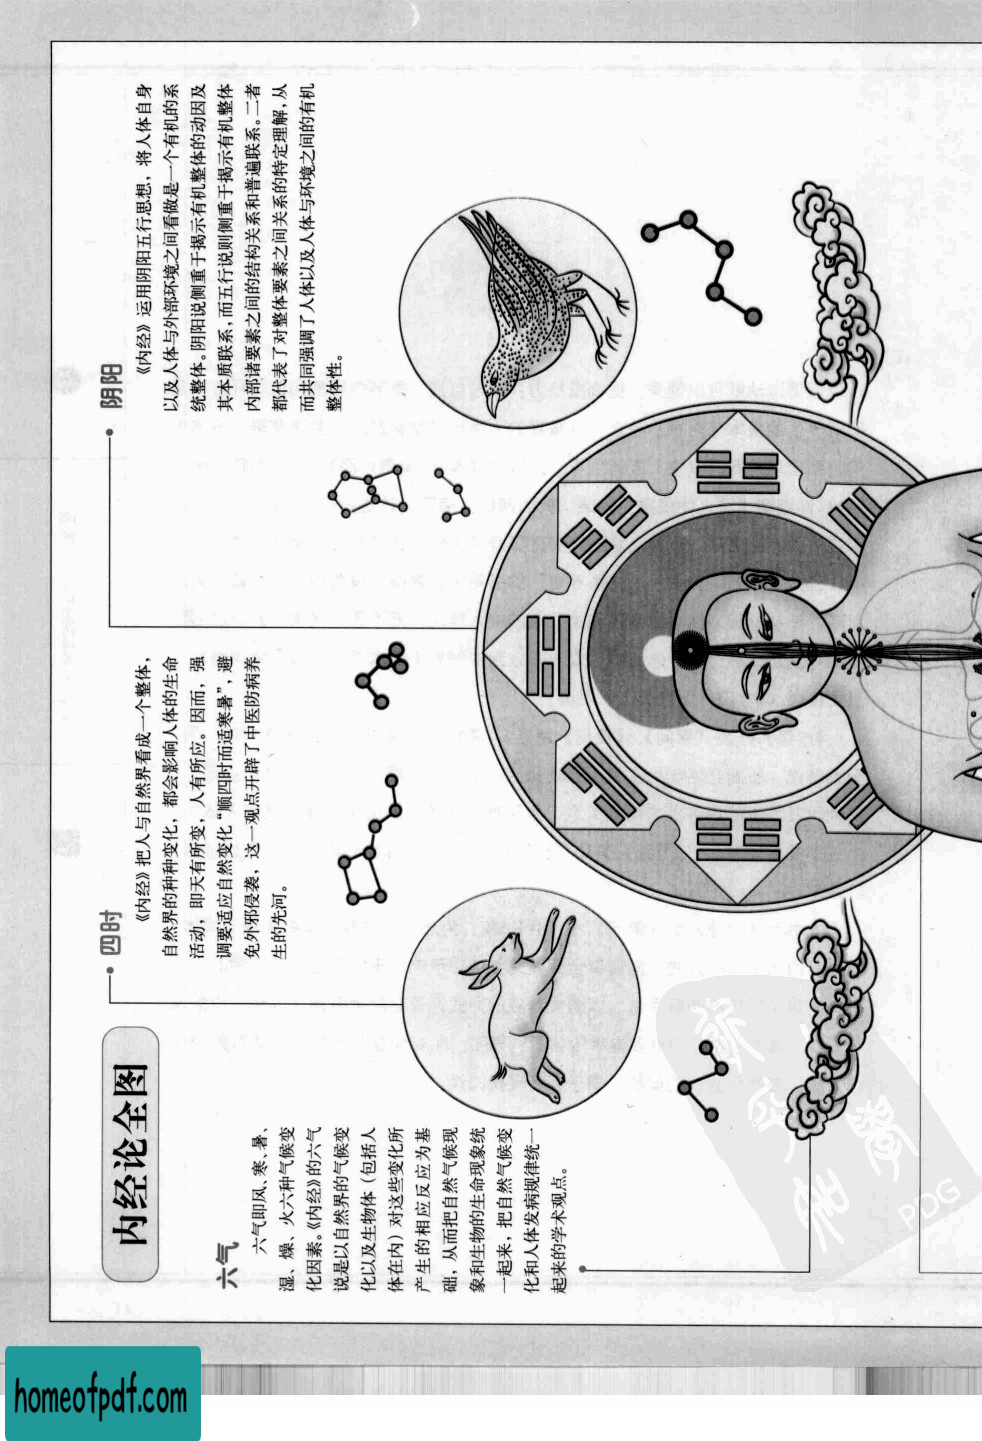 内经论全图
四时
《内经》把人与自然界看成一个整体，
自然界的种种变化，都会影响人体的生命
活动，即天有所变，人有所应。因而，强
调要适应自然变化“顺四时而适寒暑”，避
免外邪侵袭，这一观点开辟了中医防病养
生的先河。
阴阳
《内经》运用阴阳五行思想，将人体自身
以及人体与外部环境之间看做是一个有机的系
统整体。阴阳说侧重于揭示有机整体的动因及
其本质联系，而五行说则侧重于揭示有机整体
内部诸要素之间的结构关系和普遍联系。二者
都代表了对整体要素之间关系的特定理解，从
而共同强调了人体以及人体与环境之间的有机
整体性。
六气
六气即风、寒、暑、
湿、燥、火六种气候变
化因素。《内经》的六气
说是以自然界的气候变
化以及生物体（包括人
体在内）对这些变化所
产生的相应反应为基
础，从而把自然气候现
象和生物的生命现象统
一起来，把自然气候变
化和人体发病规律统一
起来的学术观点。
PDG
homeofpdf.com